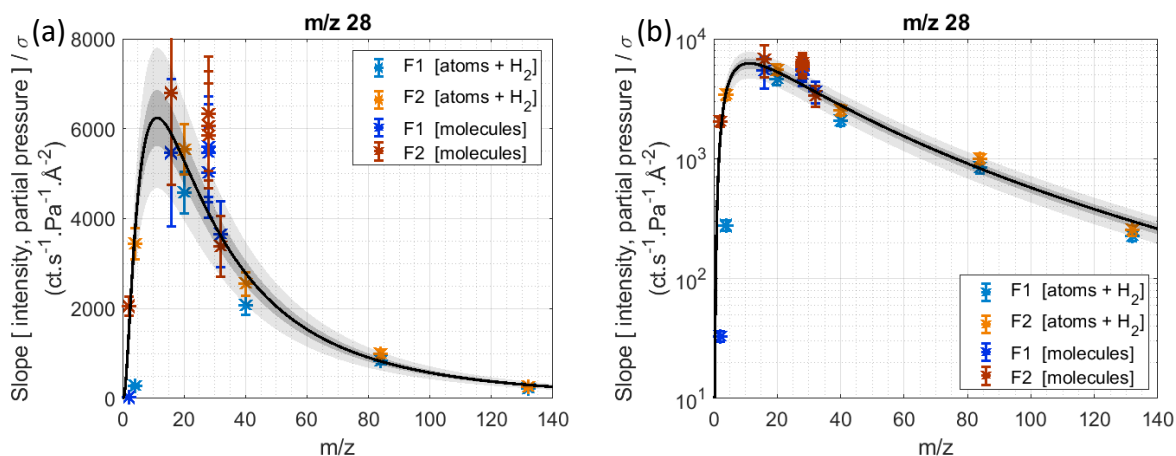 (a)
m/z 28
Slope [ intensity, partial pressure ] / σ
(ct.s⁻¹.Pa⁻¹.Å⁻²)
8000
6000
4000
2000
0
F1 [atoms + H₂]
F2 [atoms + H₂]
F1 [molecules]
F2 [molecules]
0 20 40 60 80 100 120 140
m/z
(b)
m/z 28
Slope [ intensity, partial pressure ] / σ
(ct.s⁻¹.Pa⁻¹.Å⁻²)
10⁴
10³
10²
10¹
F1 [atoms + H₂]
F2 [atoms + H₂]
F1 [molecules]
F2 [molecules]
0 20 40 60 80 100 120 140
m/z